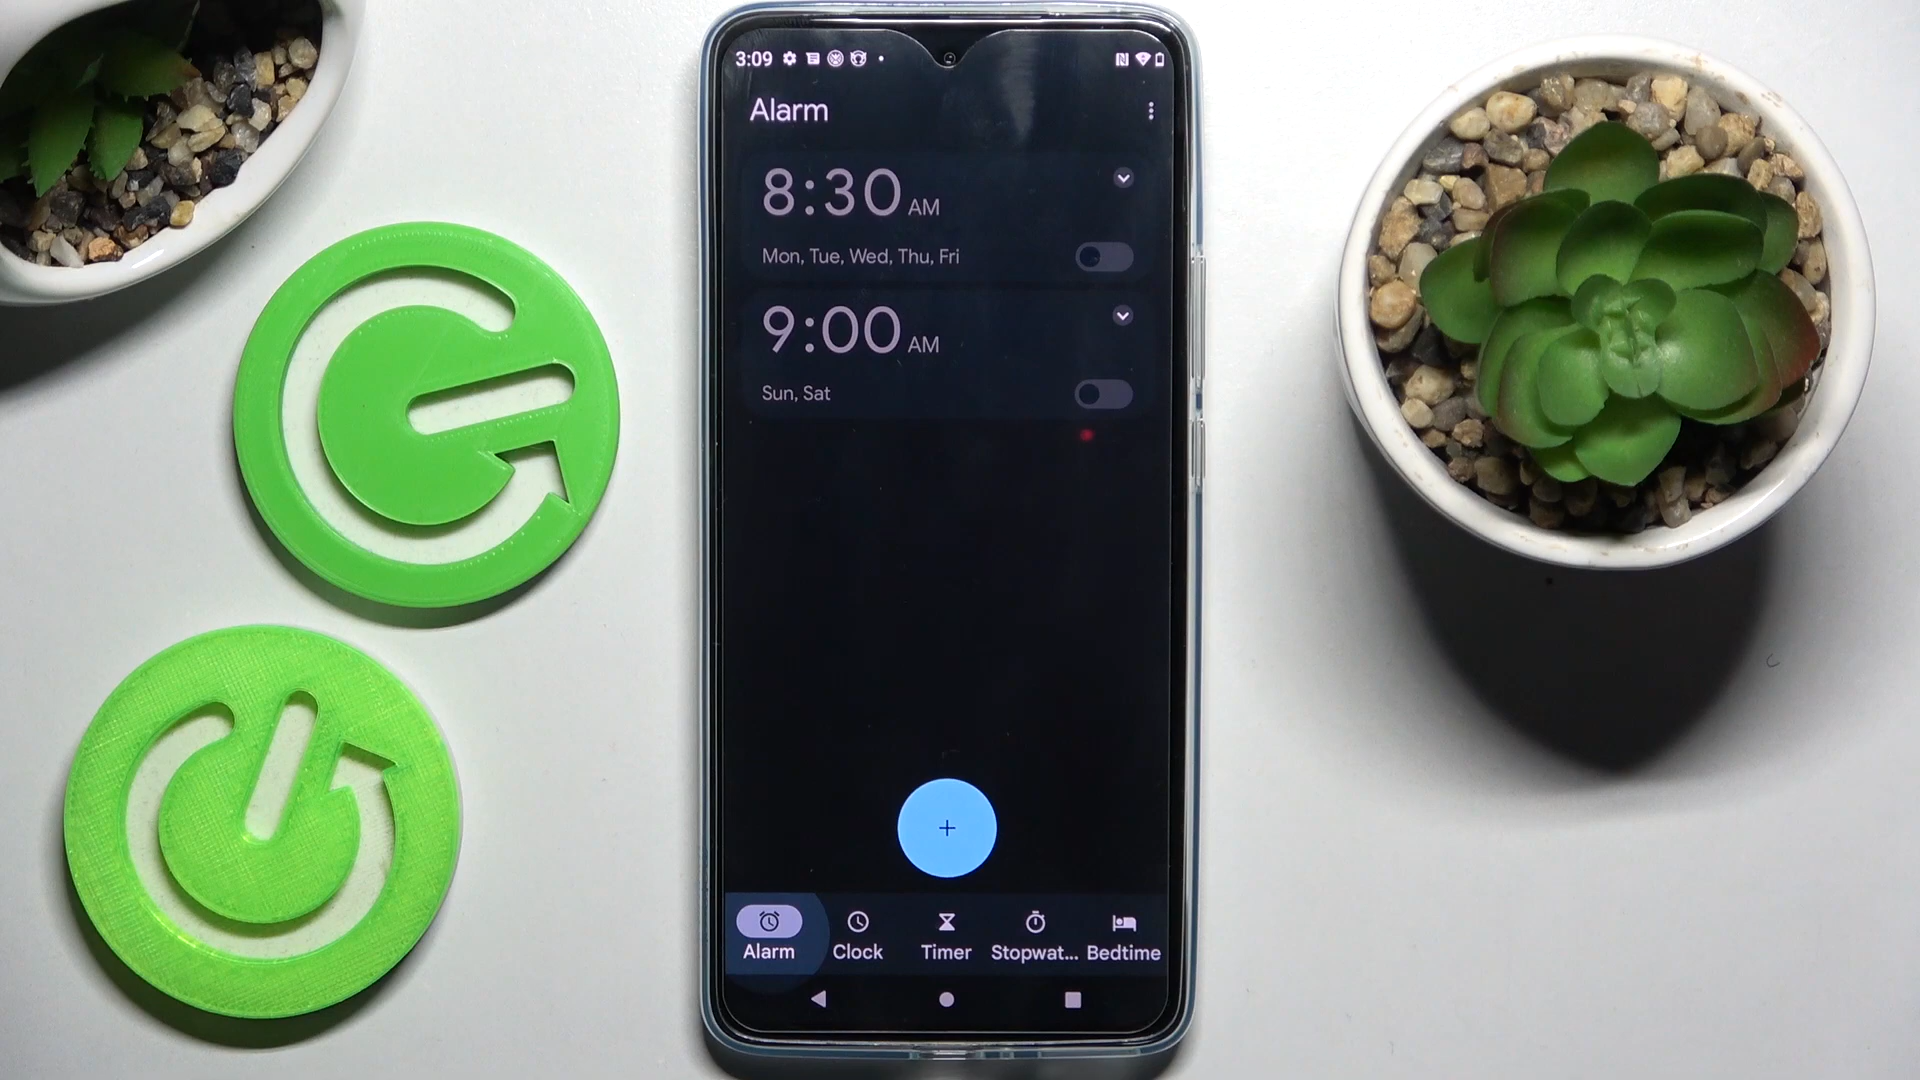 3:09
Alarm
8:30 AM
Mon, Tue, Wed, Thu, Fri
9:00 AM
Sun, Sat
Alarm
Clock
Timer
Stopwat...
Bedtime